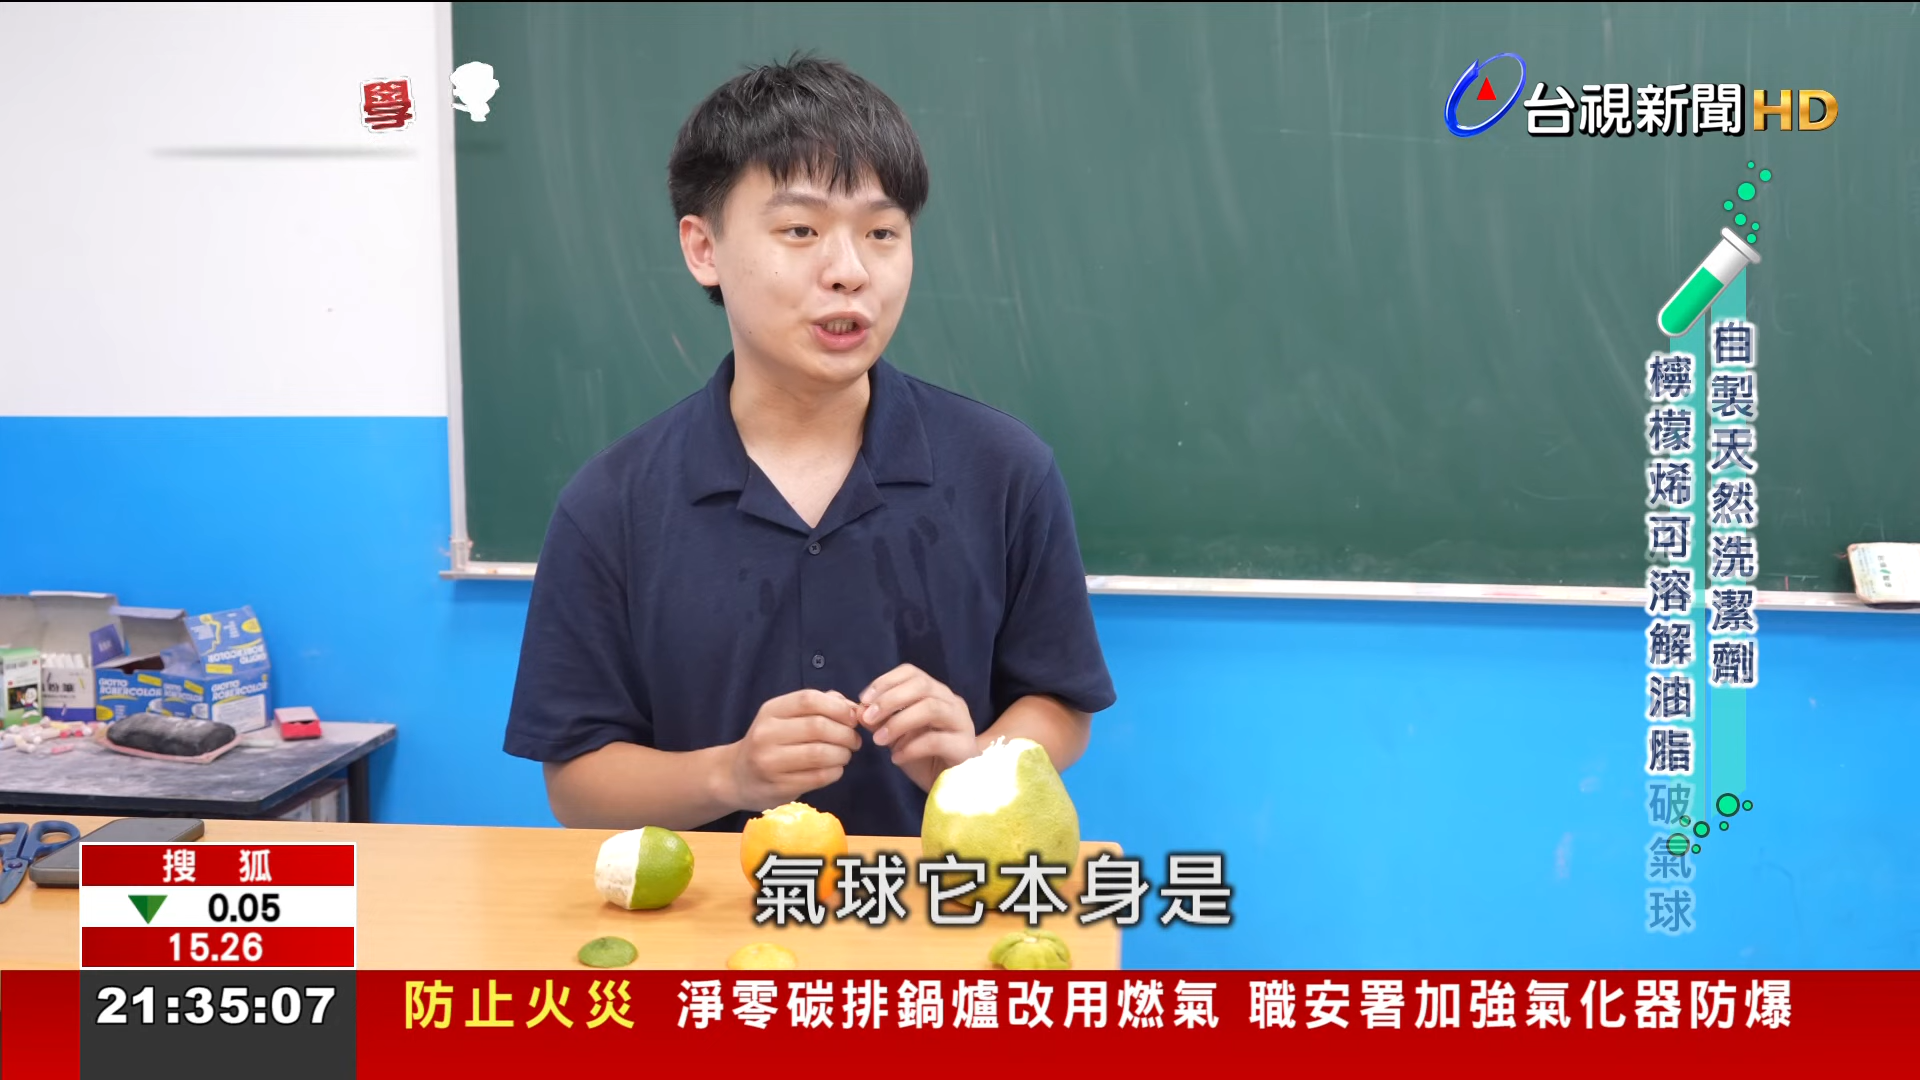 學
台視新聞HD
自製天然洗潔劑
檸檬烯可溶解油脂破氣球
GIOTTO
ROBERCOLOR
氣球它本身是
搜狐
0.05
15.26
21:35:07
防止火災 淨零碳排鍋爐改用燃氣 職安署加強氣化器防爆